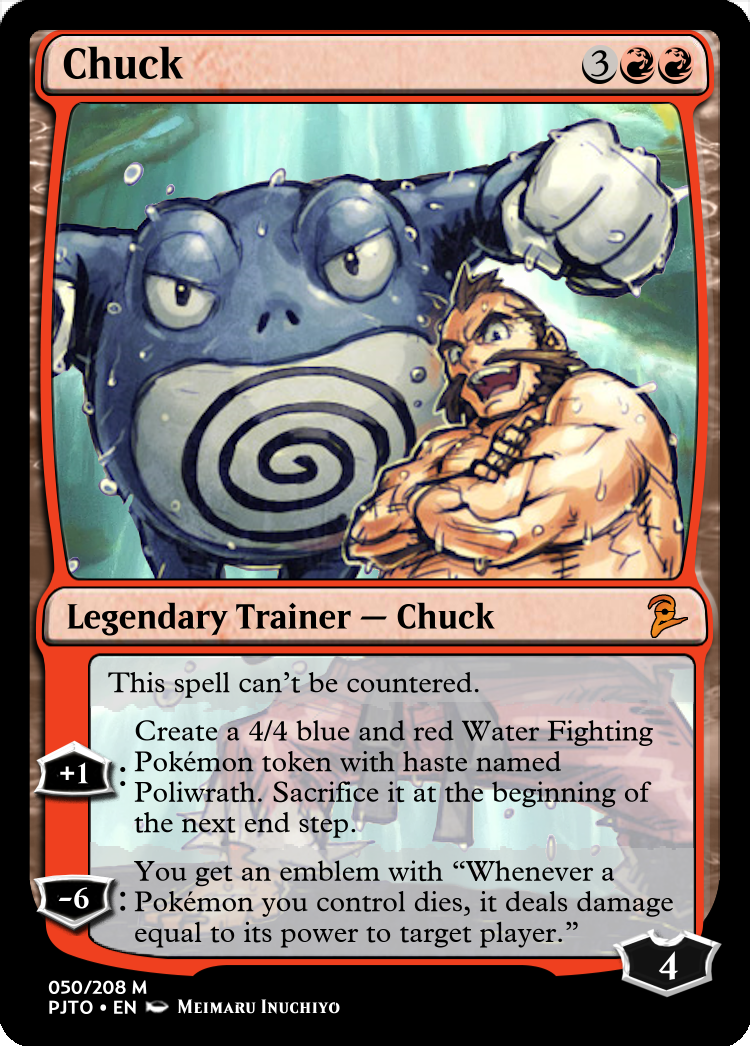 Chuck 3
Legendary Trainer — Chuck
This spell can't be countered.
+1: Create a 4/4 blue and red Water Fighting
Pokémon token with haste named
Poliwrath. Sacrifice it at the beginning of
the next end step.
-6: You get an emblem with “Whenever a
Pokémon you control dies, it deals damage
equal to its power to target player.”
4
050/208 M
PJTO • EN Meimaru Inuchiyo